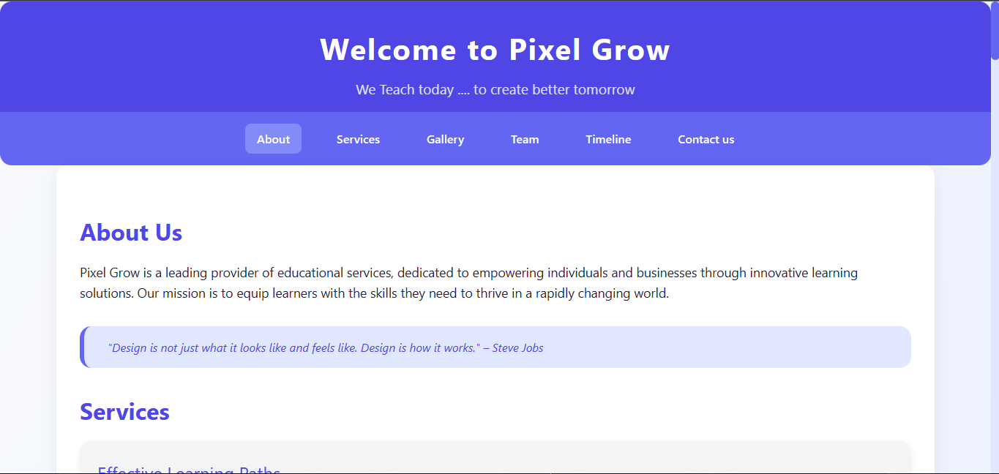 Welcome to Pixel Grow
We Teach today .... to create better tomorrow
About Services Gallery Team Timeline Contact us
About Us
Pixel Grow is a leading provider of educational services, dedicated to empowering individuals and businesses through innovative learning
solutions. Our mission is to equip learners with the skills they need to thrive in a rapidly changing world.
"Design is not just what it looks like and feels like. Design is how it works." – Steve Jobs
Services
Effective Learning Paths